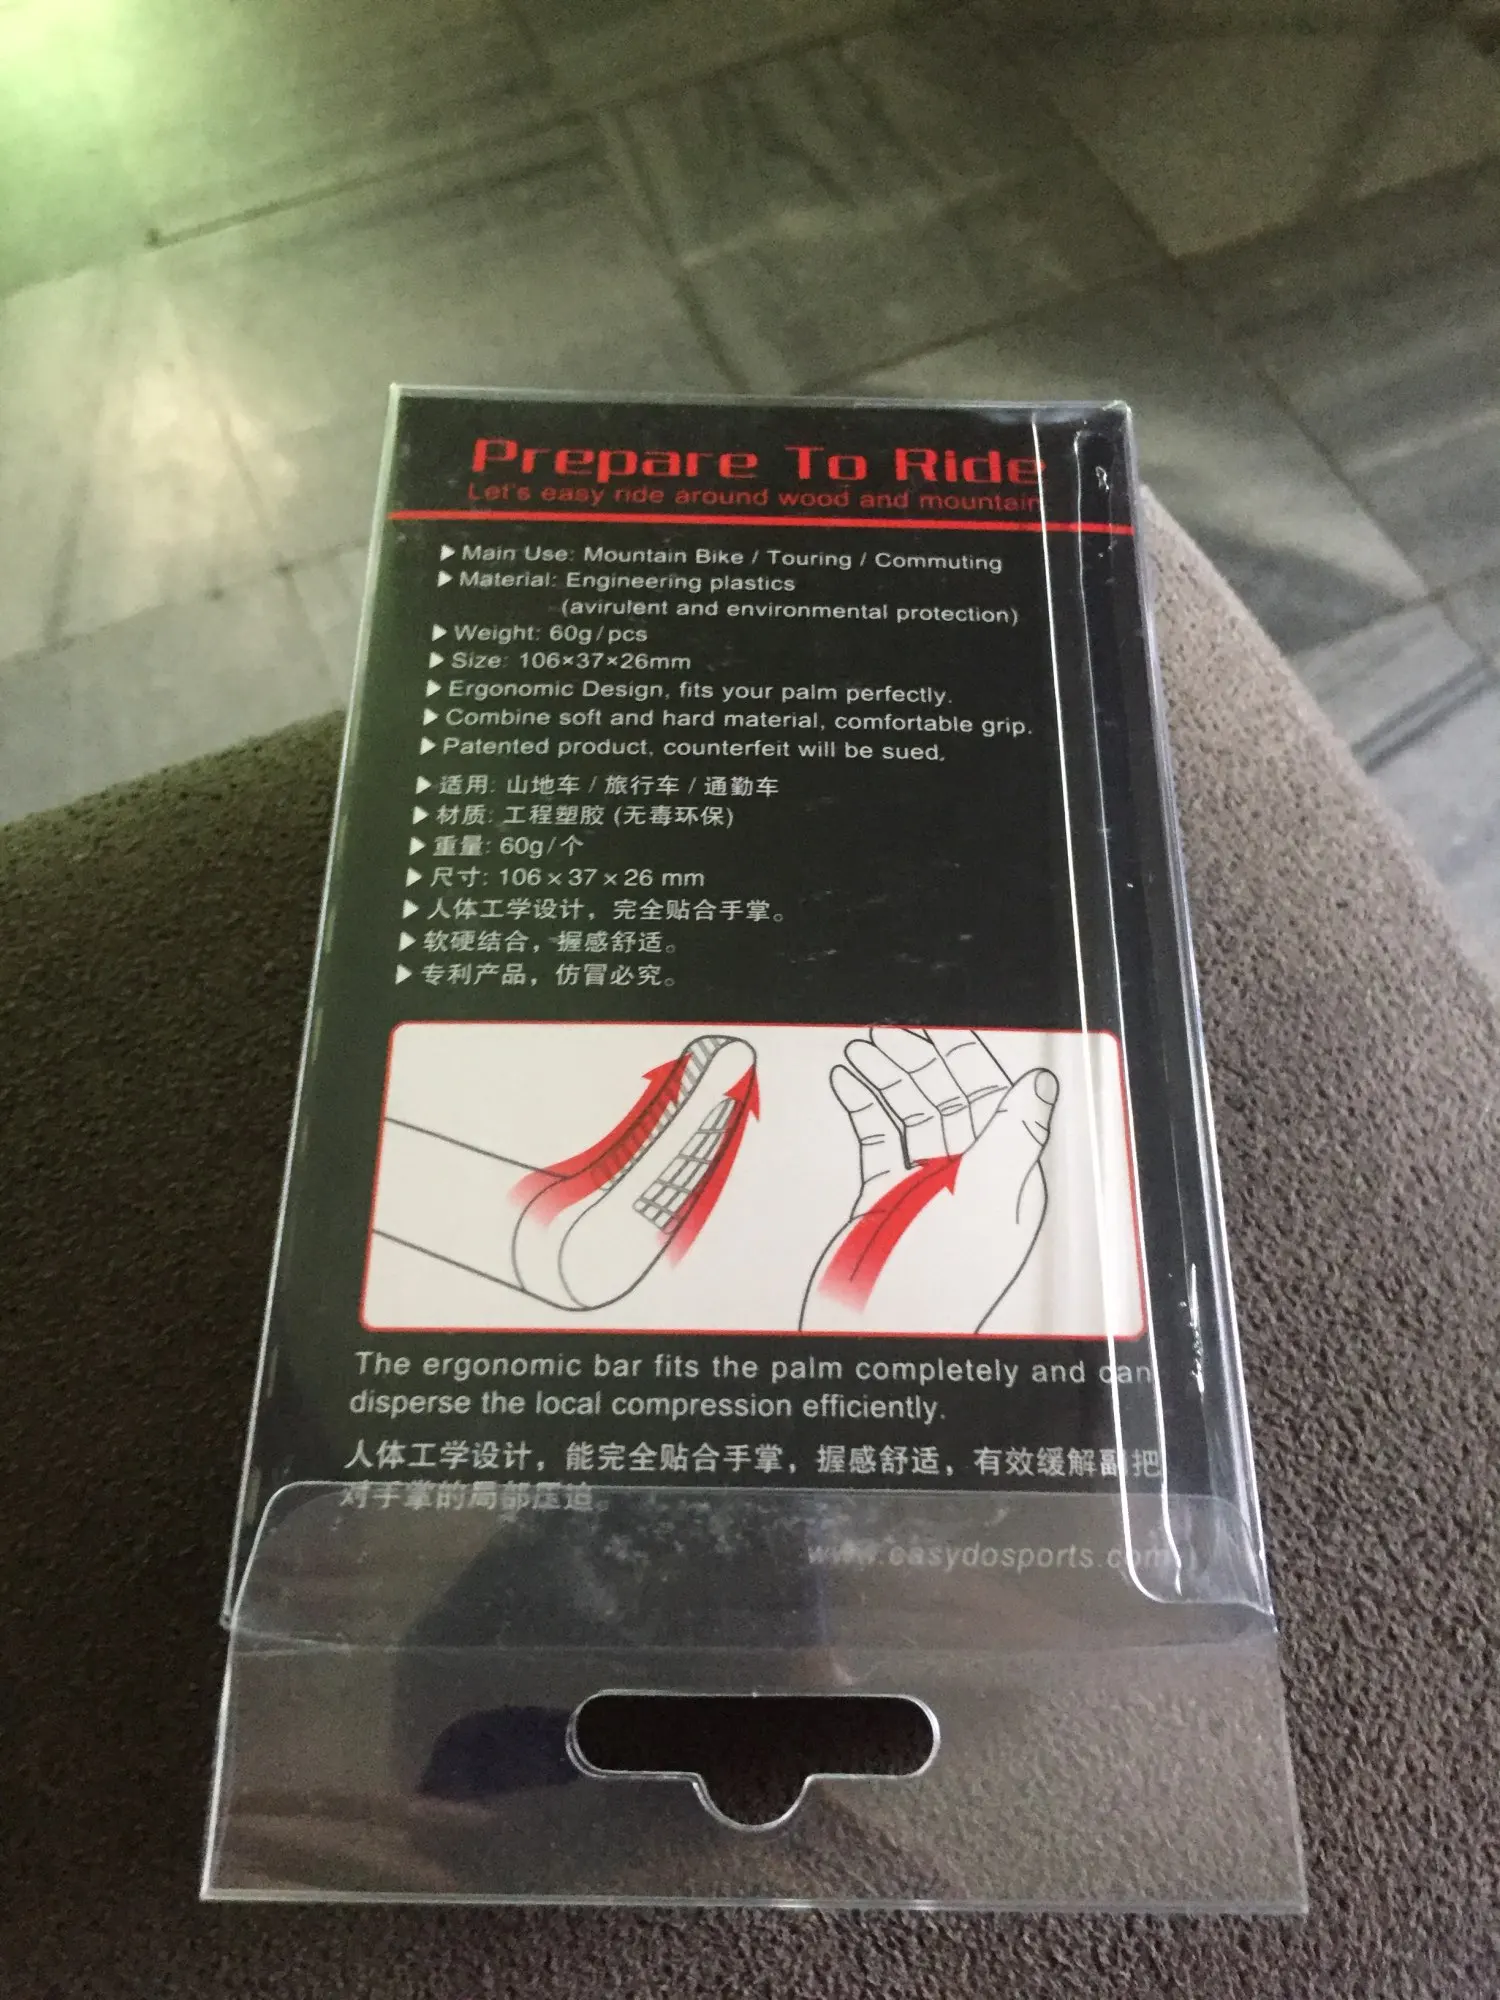 Prepare To Ride
Let's easy ride around wood and mountain
▶ Main Use: Mountain Bike / Touring / Commuting
▶ Material: Engineering plastics
(avirulent and environmental protection)
▶ Weight: 60g/pcs
▶ Size: 106×37×26mm
▶ Ergonomic Design, fits your palm perfectly.
▶ Combine soft and hard material, comfortable grip.
▶ Patented product, counterfeit will be sued.
▶ 适用: 山地车 / 旅行车 / 通勤车
▶ 材质: 工程塑胶 (无毒环保)
▶ 重量: 60g/个
▶ 尺寸: 106 × 37 × 26 mm
▶ 人体工学设计，完全贴合手掌。
▶ 软硬结合，握感舒适。
▶ 专利产品，仿冒必究。
The ergonomic bar fits the palm completely and can
disperse the local compression efficiently.
人体工学设计，能完全贴合手掌，握感舒适，有效缓解副把
对手掌的局部压迫。
www.easydosports.com